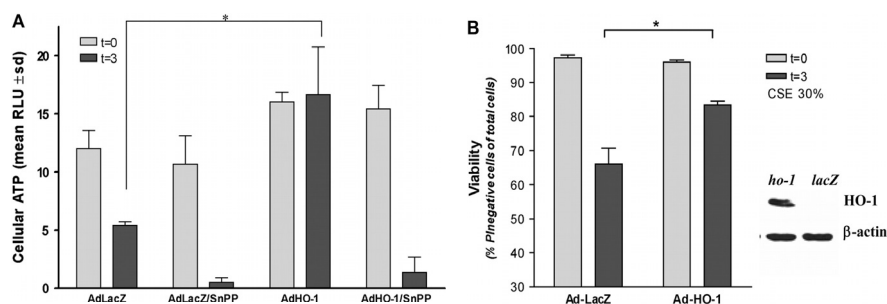 A
Cellular ATP (mean RLU ±sd)
20
15
10
5
0
t=0
t=3
*
AdLacZ
AdLacZ/SnPP
AdHO-1
AdHO-1/SnPP
B
Viability
(% PInegative cells of total cells)
100
90
80
70
60
50
40
30
*
Ad-LacZ
Ad-HO-1
t=0
t=3
CSE 30%
ho-1 lacZ
HO-1
β-actin